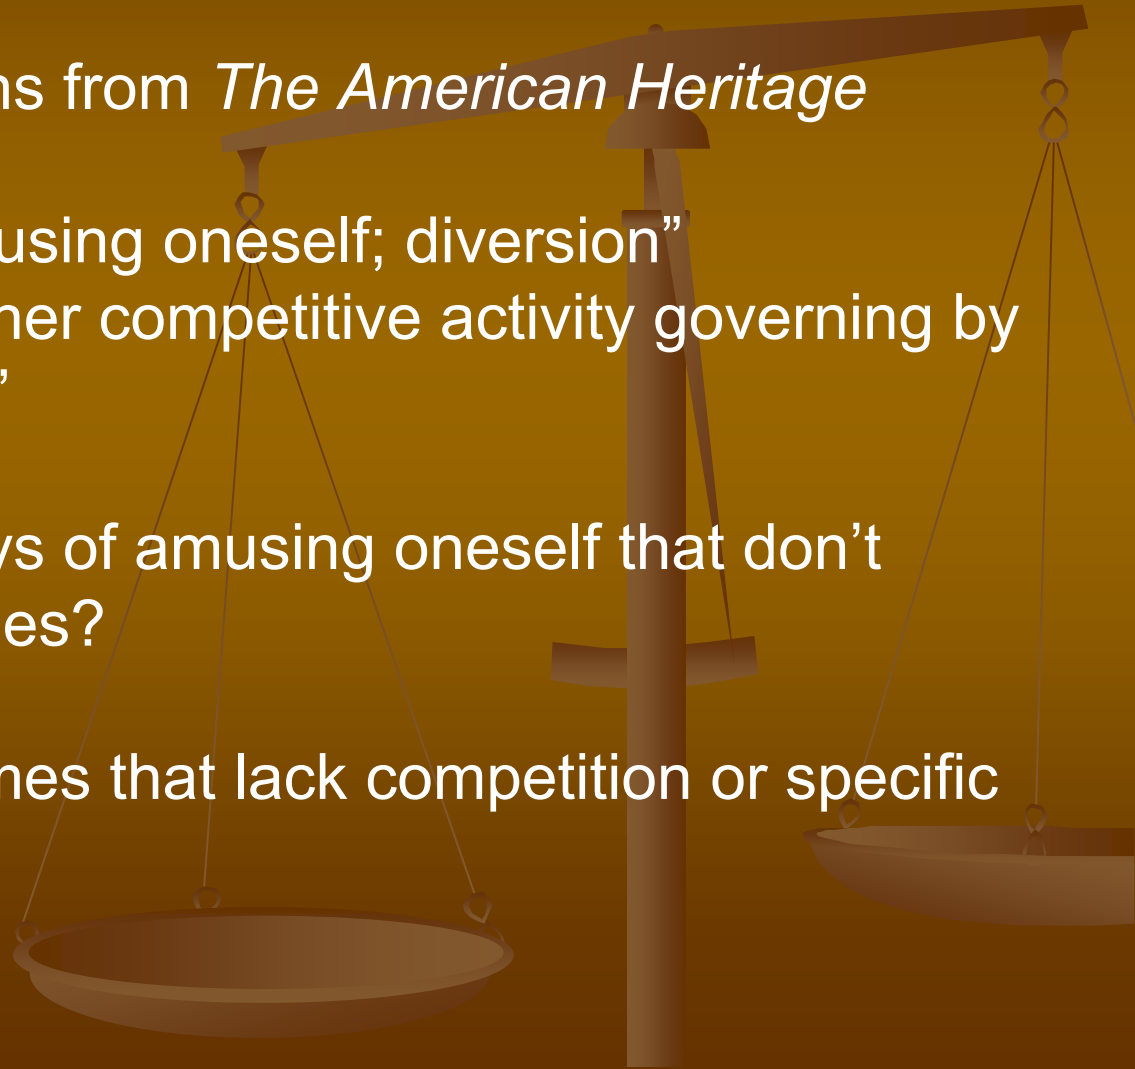 ns from The American Heritage
using oneself; diversion”
her competitive activity governing by
”
ys of amusing oneself that don’t
es?
mes that lack competition or specific